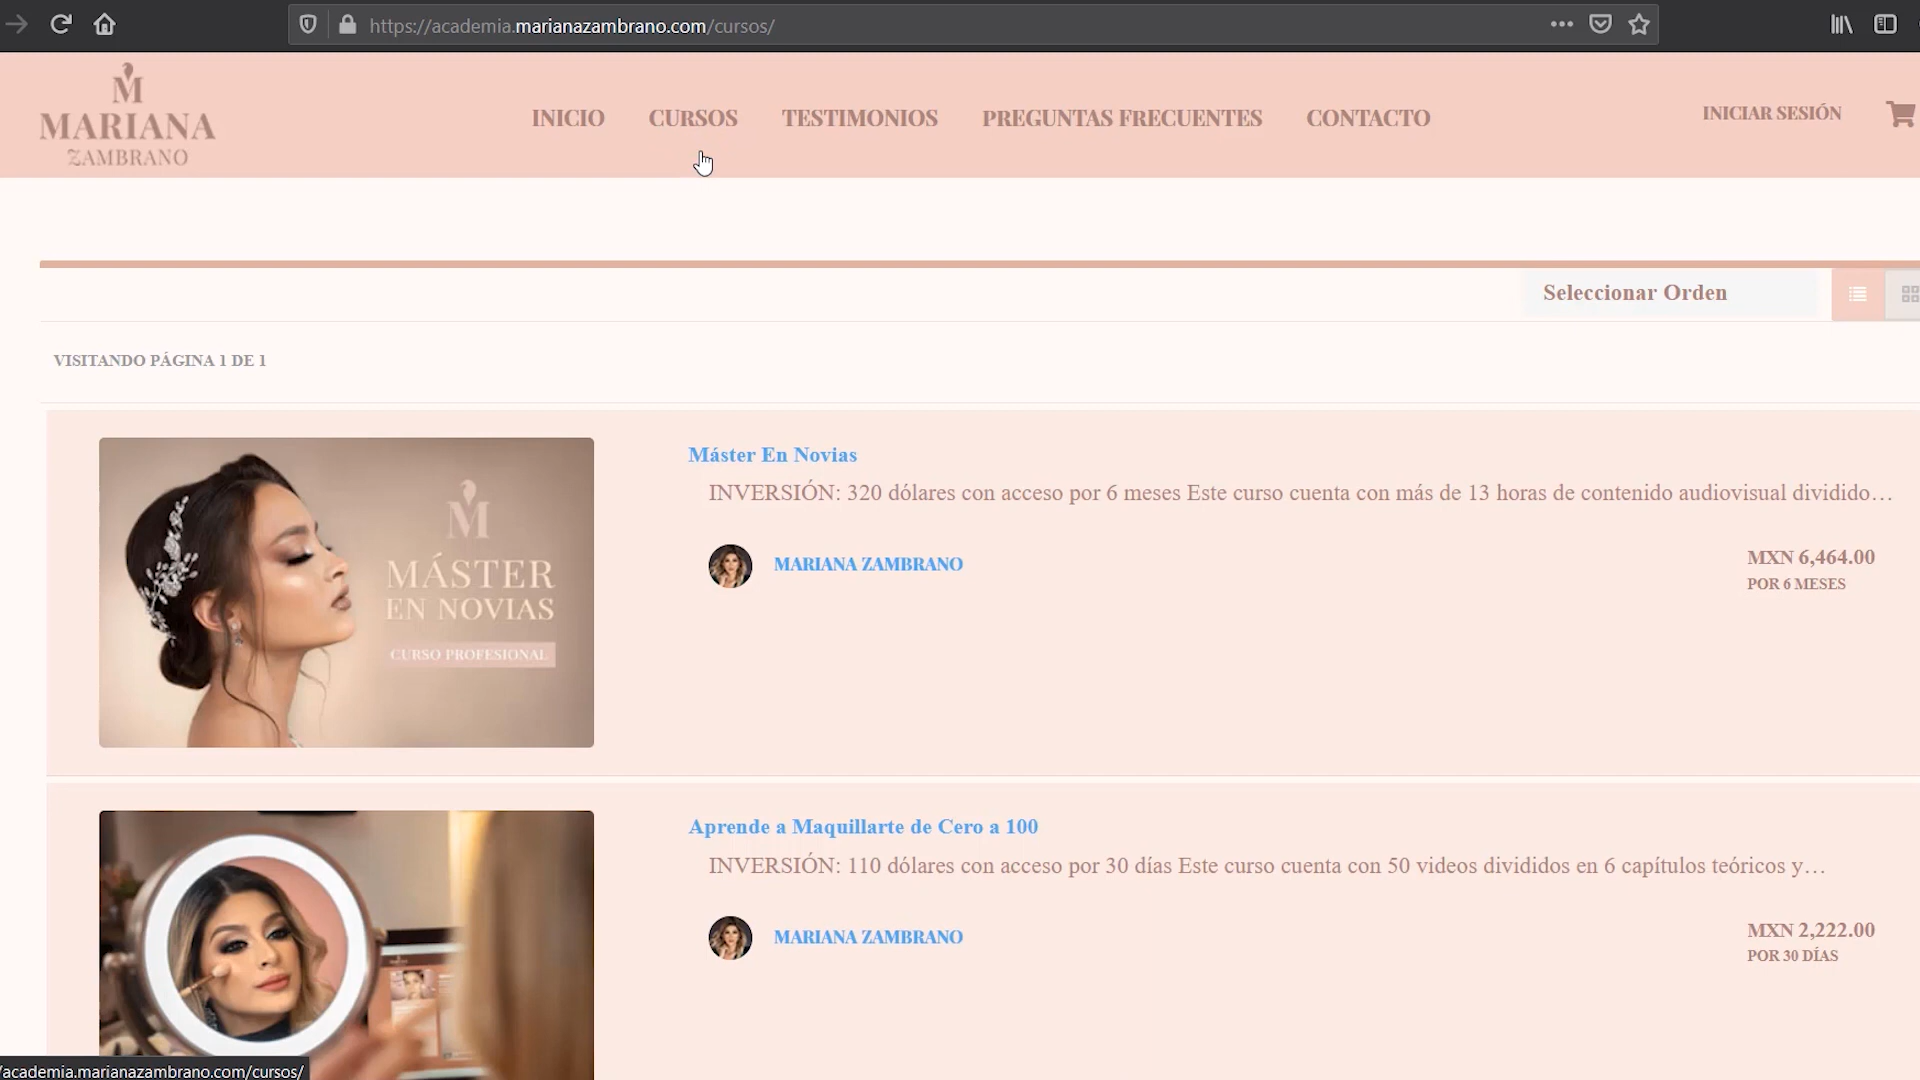 https://academia.marianazambrano.com/cursos/
M
MARIANA
ZAMBRANO
INICIO
CURSOS
TESTIMONIOS
PREGUNTAS FRECUENTES
CONTACTO
INICIAR SESIÓN
Seleccionar Orden
VISITANDO PÁGINA 1 DE 1
M
MÁSTER
EN NOVIAS
CURSO PROFESIONAL
Máster En Novias
INVERSIÓN: 320 dólares con acceso por 6 meses Este curso cuenta con más de 13 horas de contenido audiovisual dividido…
MARIANA ZAMBRANO
MXN 6,464.00
POR 6 MESES
Aprende a Maquillarte de Cero a 100
INVERSIÓN: 110 dólares con acceso por 30 días Este curso cuenta con 50 videos divididos en 6 capítulos teóricos y…
MARIANA ZAMBRANO
MXN 2,222.00
POR 30 DÍAS
/academia.marianazambrano.com/cursos/